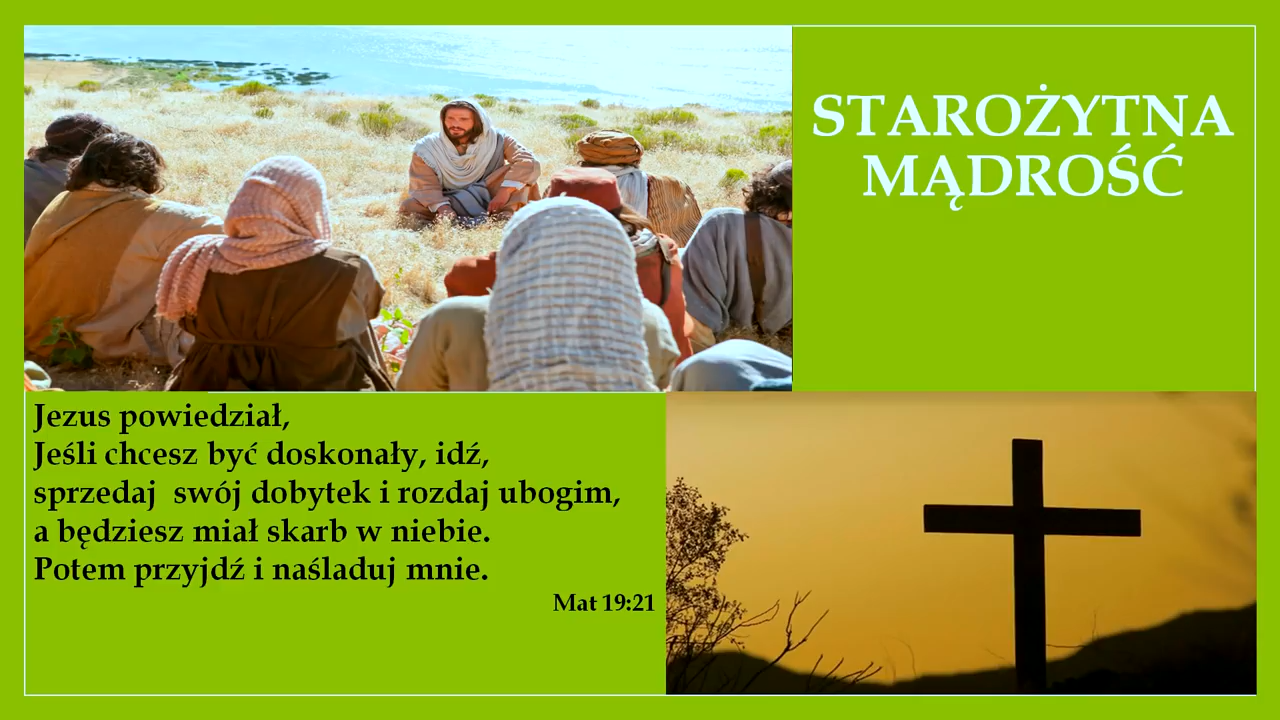 STAROŻYTNA
MĄDROŚĆ
Jezus powiedział,
Jeśli chcesz być doskonały, idź,
sprzedaj  swój dobytek i rozdaj ubogim,
a będziesz miał skarb w niebie.
Potem przyjdź i naśladuj mnie.
Mat 19:21